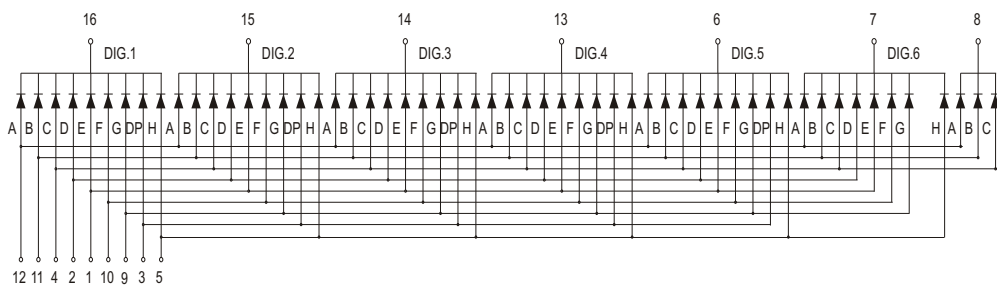 16 15 14 13 6 7 8
DIG.1 DIG.2 DIG.3 DIG.4 DIG.5 DIG.6
A B C D E F G DP H A B C D E F G DP H A B C D E F G DP H A B C D E F G DP H A B C D E F G DP H A B C D E F G H A B C
12 11 4 2 1 10 9 3 5